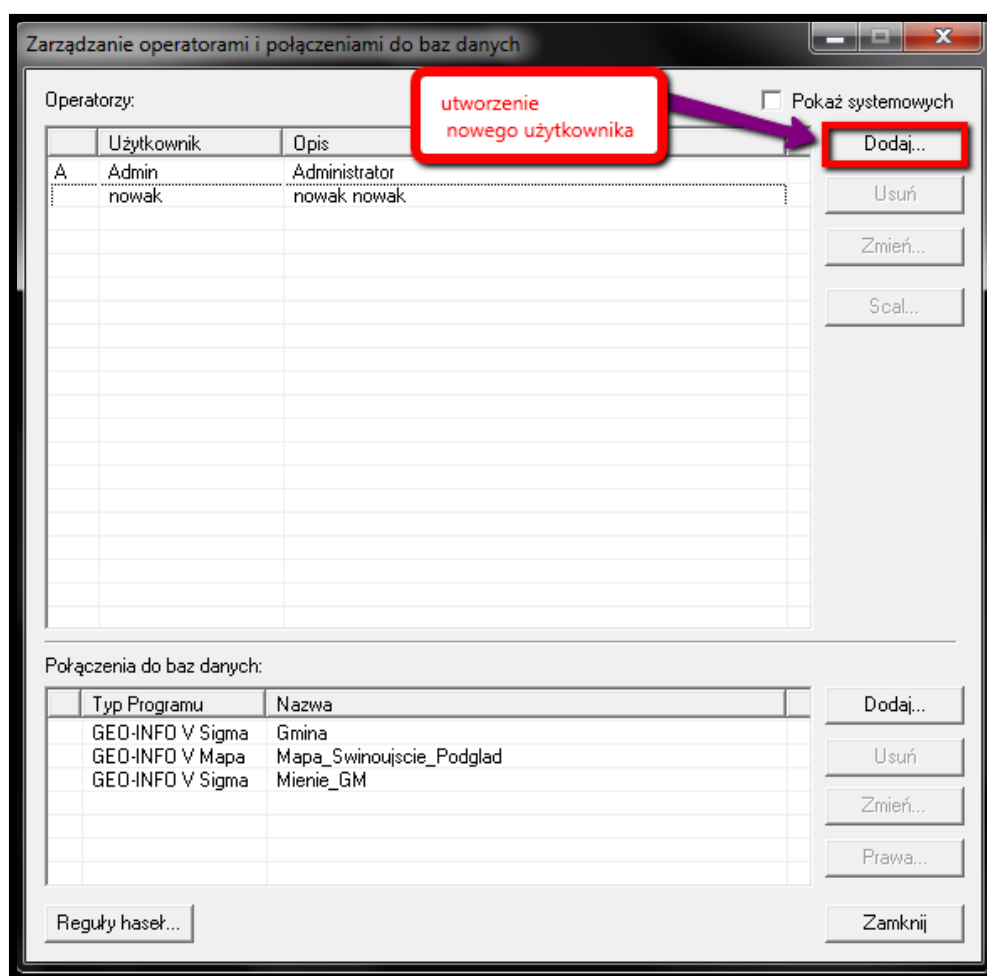 Zarządzanie operatorami i połączeniami do baz danych
Operatorzy:
utworzenie
nowego użytkownika
Pokaż systemowych
Użytkownik Opis
Dodaj...
A Admin Administrator
nowak nowak nowak
Usuń
Zmień...
Scal...
Połączenia do baz danych:
Typ Programu Nazwa
Dodaj...
GEO-INFO V Sigma Gmina
GEO-INFO V Mapa Mapa_Swinoujscie_Podglad
Usuń
GEO-INFO V Sigma Mienie_GM
Zmień...
Prawa...
Reguły haseł...
Zamknij